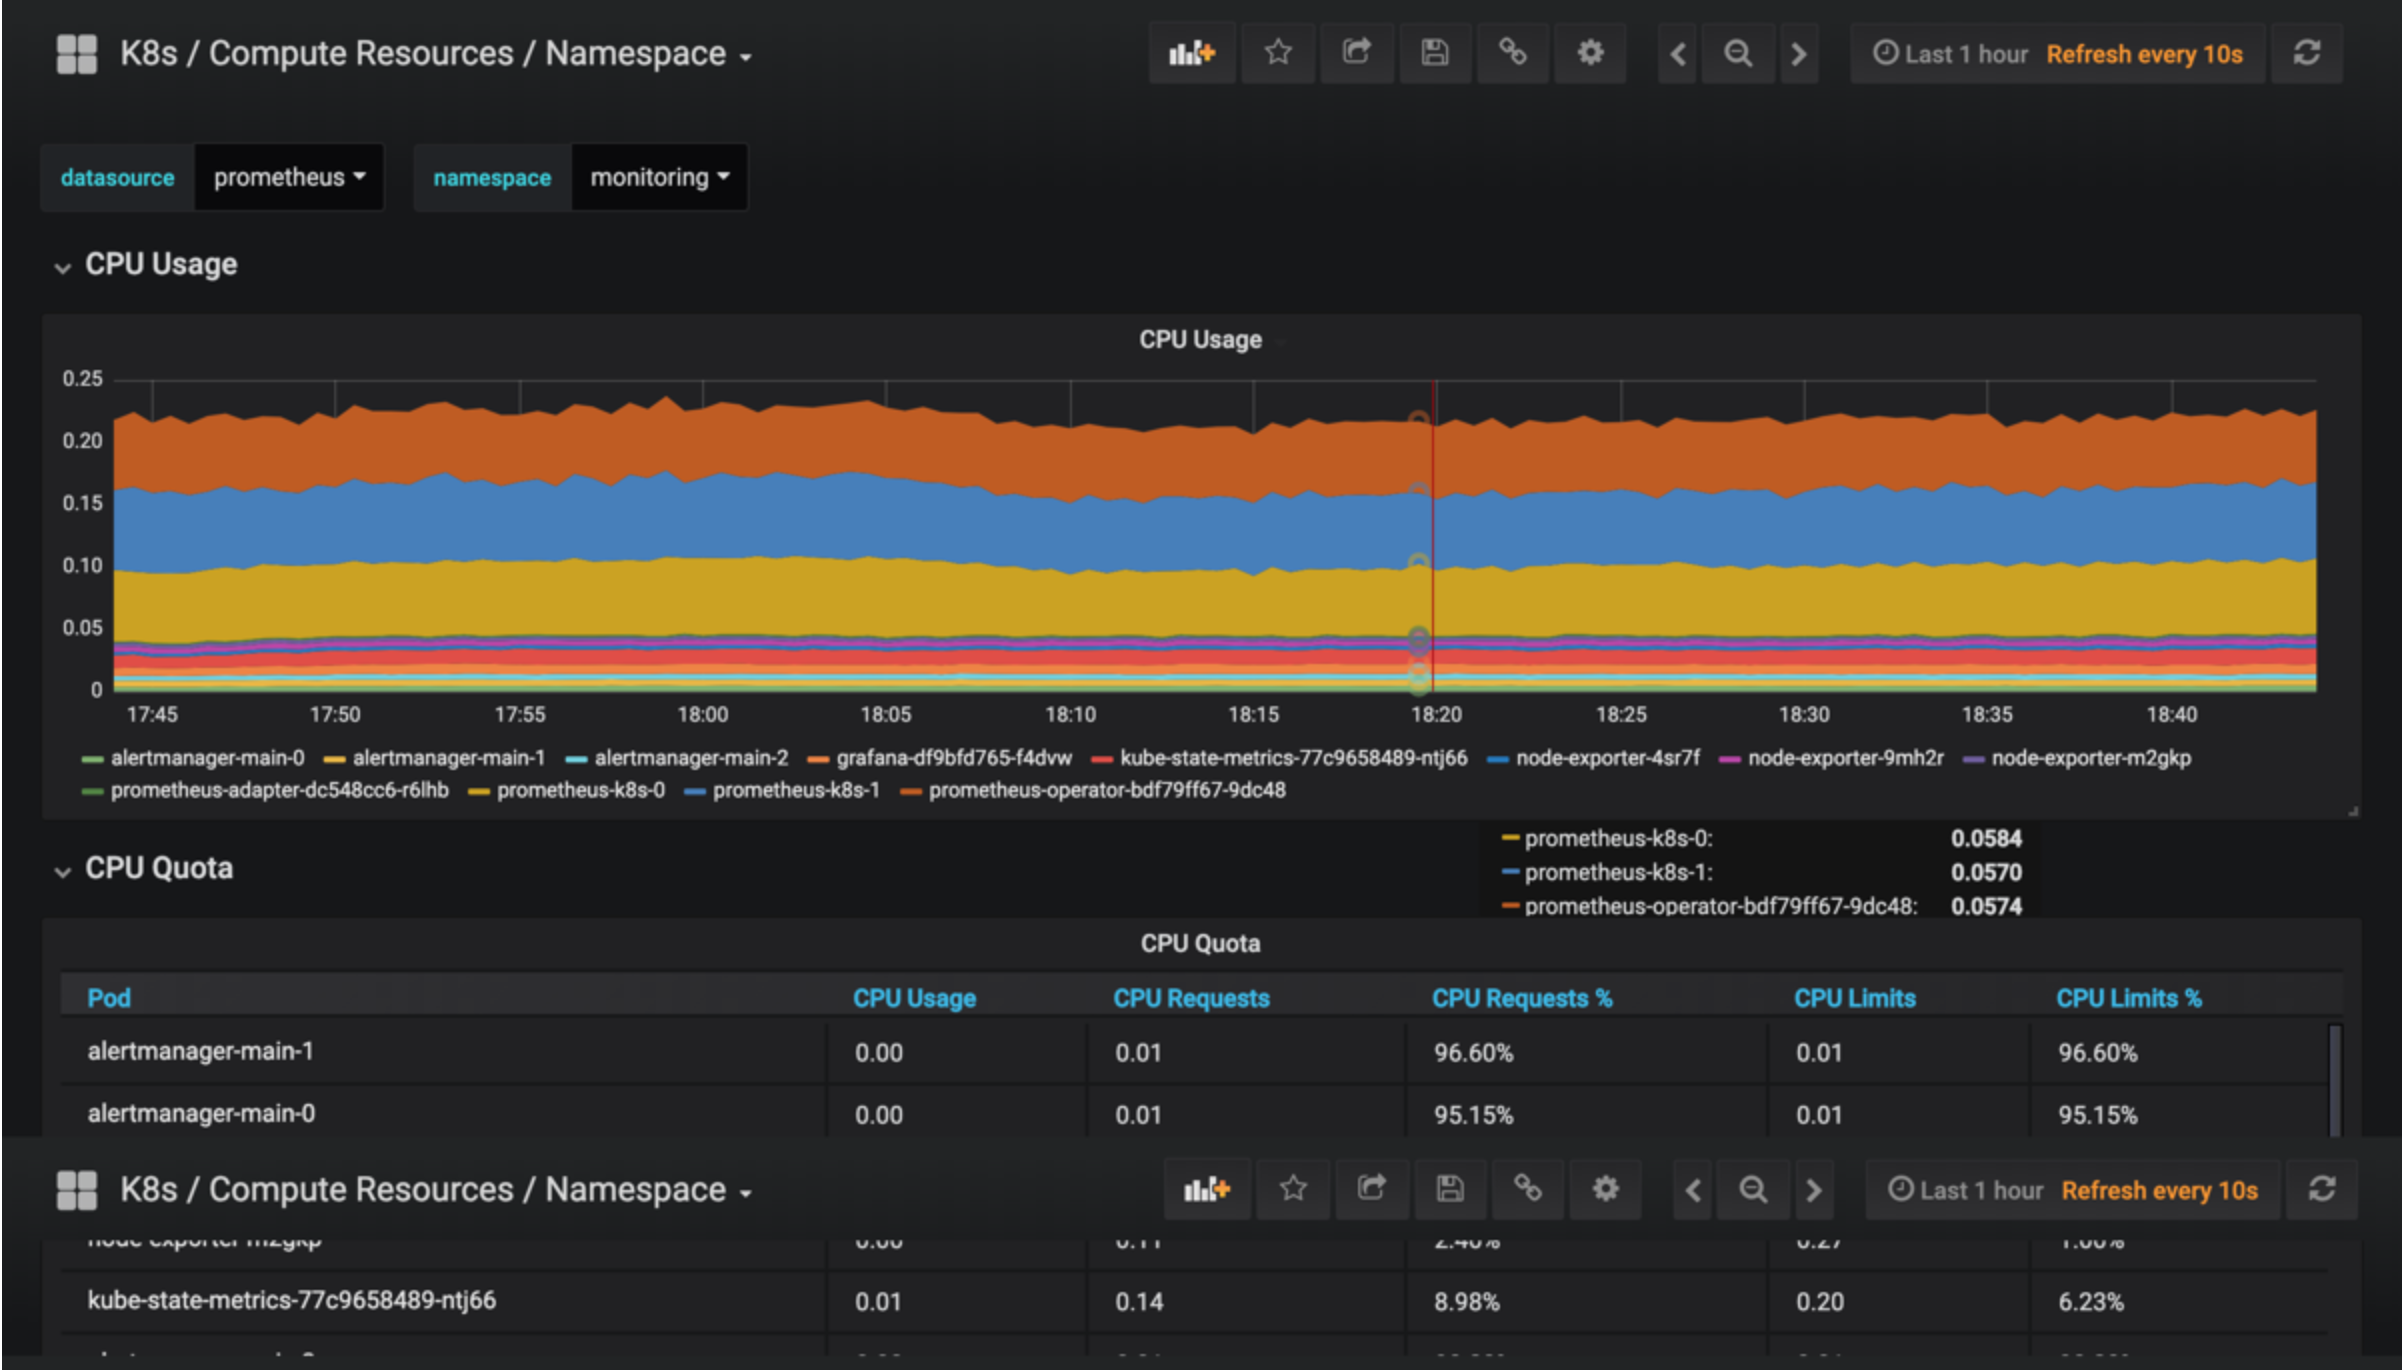 K8s / Compute Resources / Namespace
Last 1 hour Refresh every 10s
datasource prometheus namespace monitoring
CPU Usage
CPU Usage
0.25
0.20
0.15
0.10
0.05
0
17:45 17:50 17:55 18:00 18:05 18:10 18:15 18:20 18:25 18:30 18:35 18:40
alertmanager-main-0 alertmanager-main-1 alertmanager-main-2 grafana-df9bfd765-f4dvw kube-state-metrics-77c9658489-ntj66 node-exporter-4sr7f node-exporter-9mh2r node-exporter-m2gkp
prometheus-adapter-dc548cc6-r6lhb prometheus-k8s-0 prometheus-k8s-1 prometheus-operator-bdf79ff67-9dc48
prometheus-k8s-0: 0.0584
prometheus-k8s-1: 0.0570
prometheus-operator-bdf79ff67-9dc48: 0.0574
CPU Quota
CPU Quota
Pod CPU Usage CPU Requests CPU Requests % CPU Limits CPU Limits %
alertmanager-main-1 0.00 0.01 96.60% 0.01 96.60%
alertmanager-main-0 0.00 0.01 95.15% 0.01 95.15%
K8s / Compute Resources / Namespace
Last 1 hour Refresh every 10s
node-exporter-m2gkp 0.00 0.11 0.27
kube-state-metrics-77c9658489-ntj66 0.01 0.14 8.98% 0.20 6.23%